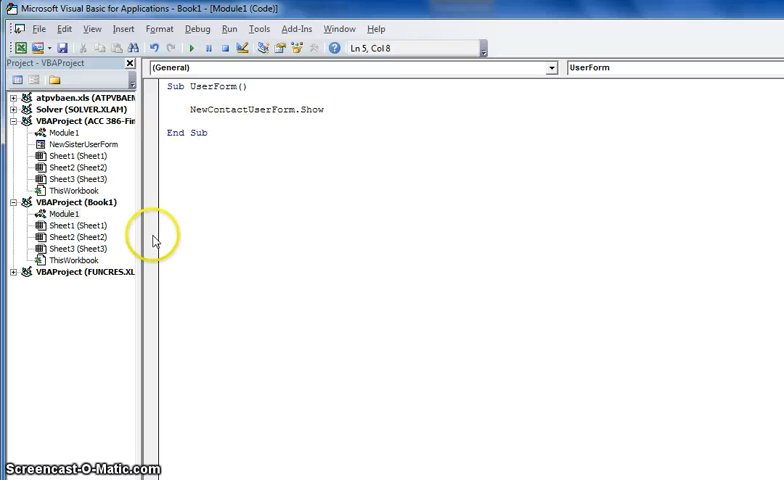 Microsoft Visual Basic for Applications - Book1 - [Module1 (Code)]
File Edit View Insert Format Debug Run Tools Add-Ins Window Help
Ln 5, Col 8
Project - VBAProject
(General) UserForm
atpvbaen.xls (ATPVBAEN
Solver (SOLVER.XLAM)
VBAProject (ACC 386-Fin
Module1
NewSisterUserForm
Sheet1 (Sheet1)
Sheet2 (Sheet2)
Sheet3 (Sheet3)
ThisWorkbook
VBAProject (Book1)
Module1
Sheet1 (Sheet1)
Sheet2 (Sheet2)
Sheet3 (Sheet3)
ThisWorkbook
VBAProject (FUNCRES.XL
Sub UserForm()
NewContactUserForm.Show
End Sub
Screencast-O-Matic.com